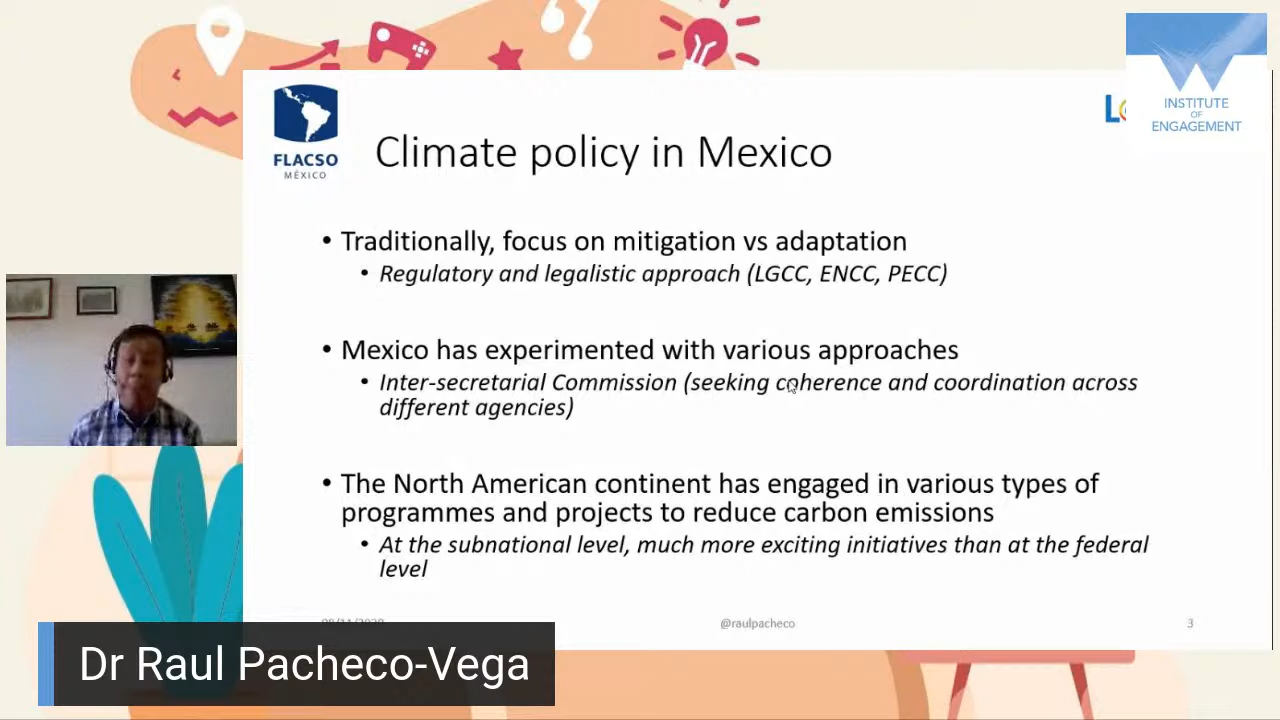 INSTITUTE
OF
ENGAGEMENT
FLACSO
MÉXICO
Climate policy in Mexico
• Traditionally, focus on mitigation vs adaptation
• Regulatory and legalistic approach (LGCC, ENCC, PECC)
• Mexico has experimented with various approaches
• Inter-secretarial Commission (seeking coherence and coordination across
different agencies)
• The North American continent has engaged in various types of
programmes and projects to reduce carbon emissions
• At the subnational level, much more exciting initiatives than at the federal
level
@raulpacheco
3
Dr Raul Pacheco-Vega